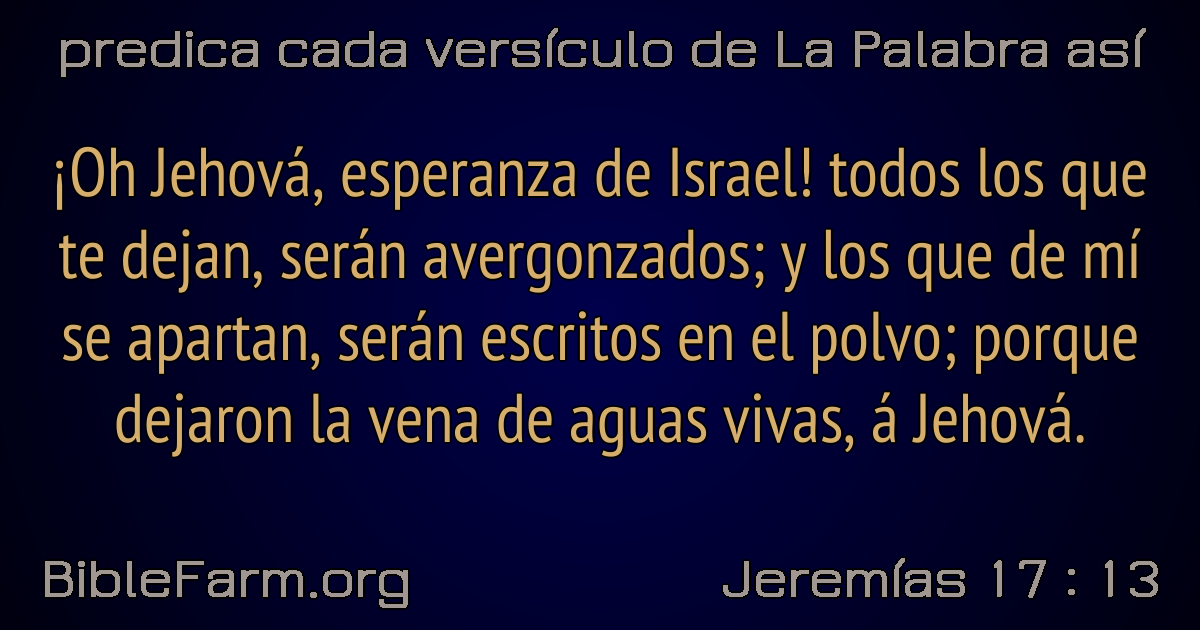 predica cada versículo de La Palabra así
¡Oh Jehová, esperanza de Israel! todos los que
te dejan, serán avergonzados; y los que de mí
se apartan, serán escritos en el polvo; porque
dejaron la vena de aguas vivas, á Jehová.
BibleFarm.org
Jeremías 17 : 13